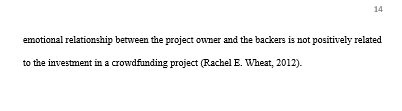 14
emotional relationship between the project owner and the backers is not positively related
to the investment in a crowdfunding project (Rachel E. Wheat, 2012).